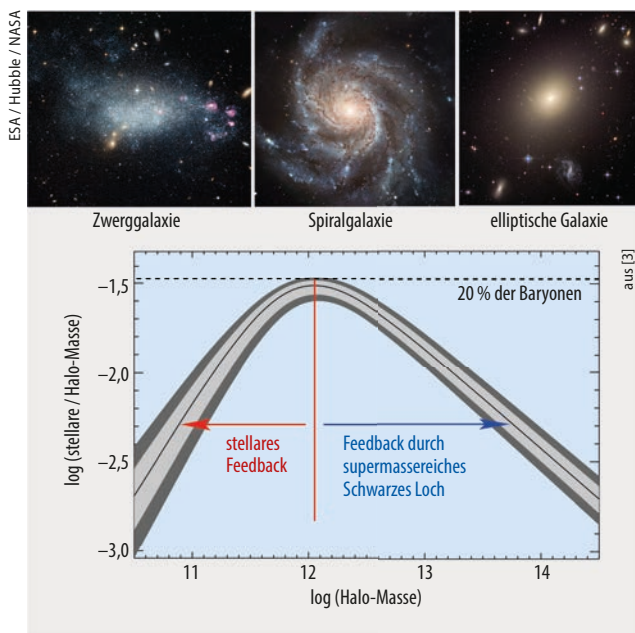 ESA / Hubble / NASA
Zwerggalaxie
Spiralgalaxie
elliptische Galaxie
aus [3]
20 % der Baryonen
log (stellare / Halo-Masse)
−1,5
−2,0
−2,5
−3,0
stellares
Feedback
Feedback durch
supermassereiches
Schwarzes Loch
11
12
13
14
log (Halo-Masse)